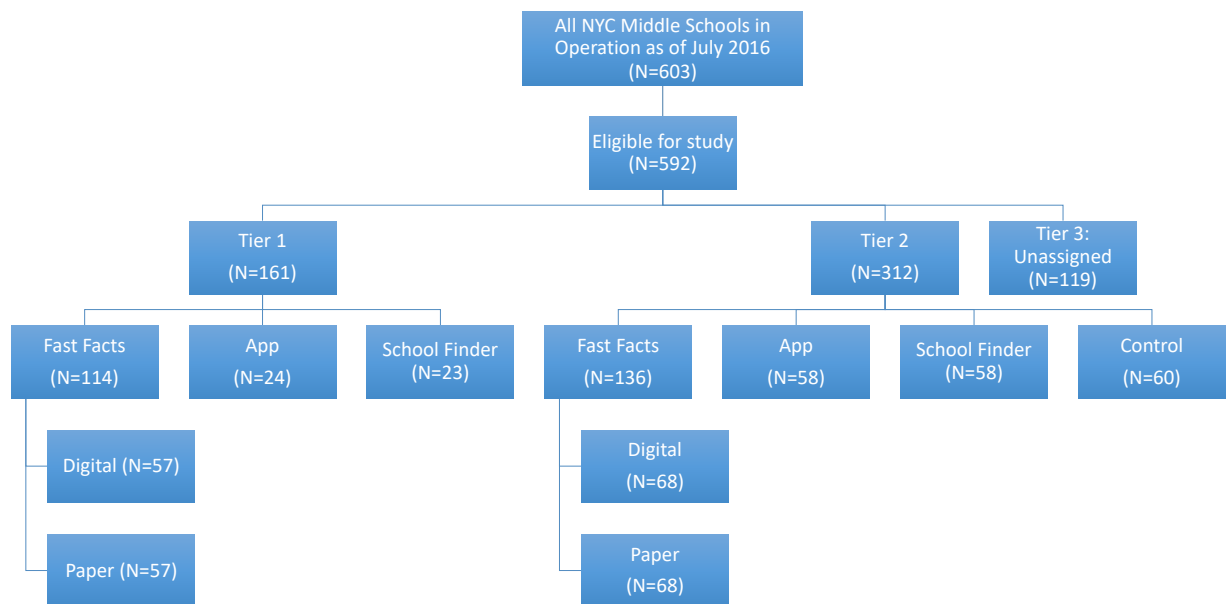 All NYC Middle Schools in
Operation as of July 2016
(N=603)
Eligible for study
(N=592)
Tier 1
(N=161)
Tier 2
(N=312)
Tier 3:
Unassigned
(N=119)
Fast Facts
(N=114)
App
(N=24)
School Finder
(N=23)
Fast Facts
(N=136)
App
(N=58)
School Finder
(N=58)
Control
(N=60)
Digital (N=57)
Digital
(N=68)
Paper (N=57)
Paper
(N=68)